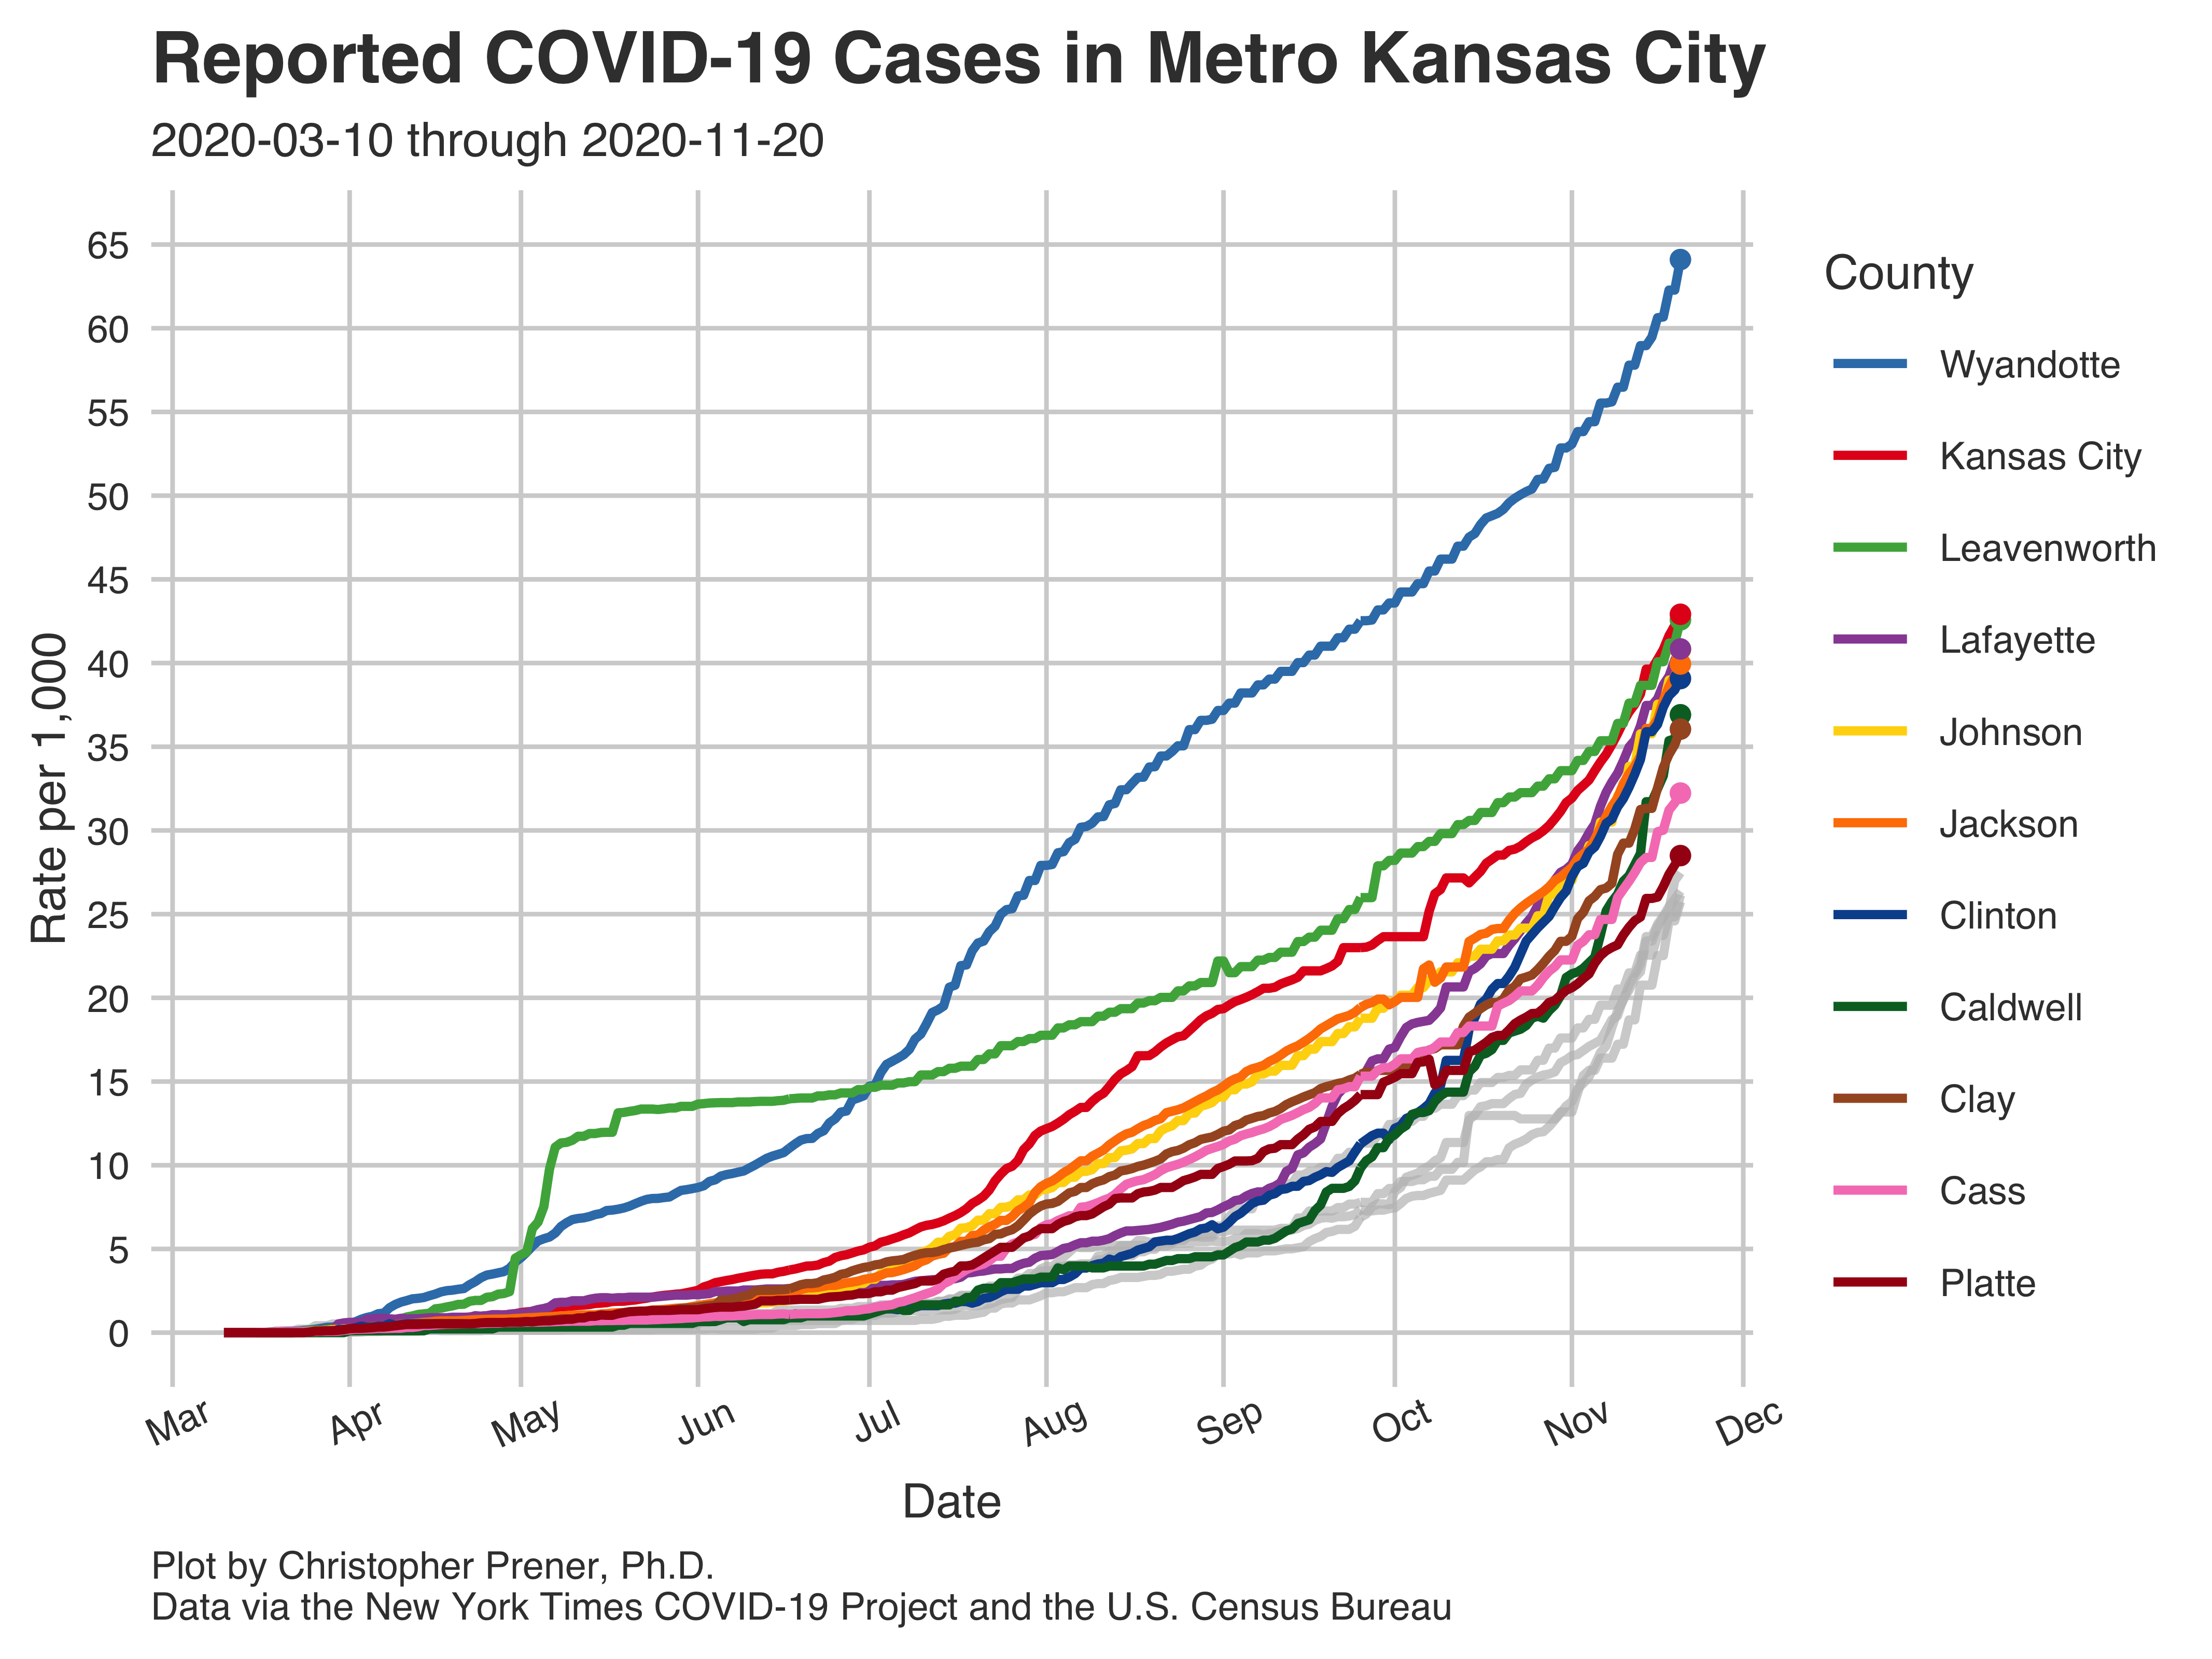 Reported COVID-19 Cases in Metro Kansas City
2020-03-10 through 2020-11-20
65
60
55
50
45
40
35
30
25
20
15
10
5
0
Rate per 1,000
Mar
Apr
May
Jun
Jul
Aug
Sep
Oct
Nov
Dec
Date
County
Wyandotte
Kansas City
Leavenworth
Lafayette
Johnson
Jackson
Clinton
Caldwell
Clay
Cass
Platte
Plot by Christopher Prener, Ph.D.
Data via the New York Times COVID-19 Project and the U.S. Census Bureau